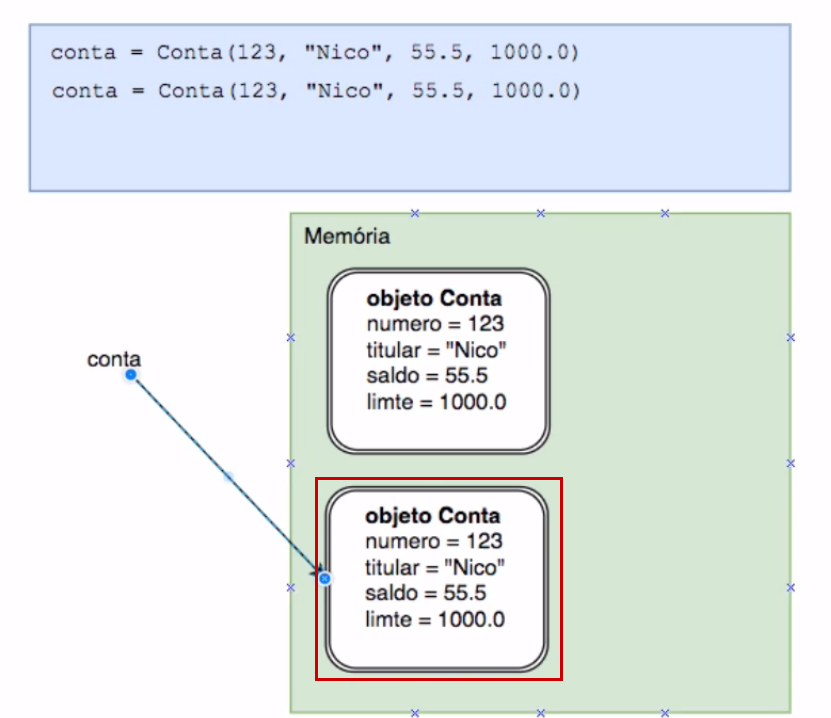 conta = Conta(123, "Nico", 55.5, 1000.0)
conta = Conta(123, "Nico", 55.5, 1000.0)
Memória
objeto Conta
numero = 123
titular = "Nico"
saldo = 55.5
limte = 1000.0
conta
objeto Conta
numero = 123
titular = "Nico"
saldo = 55.5
limte = 1000.0